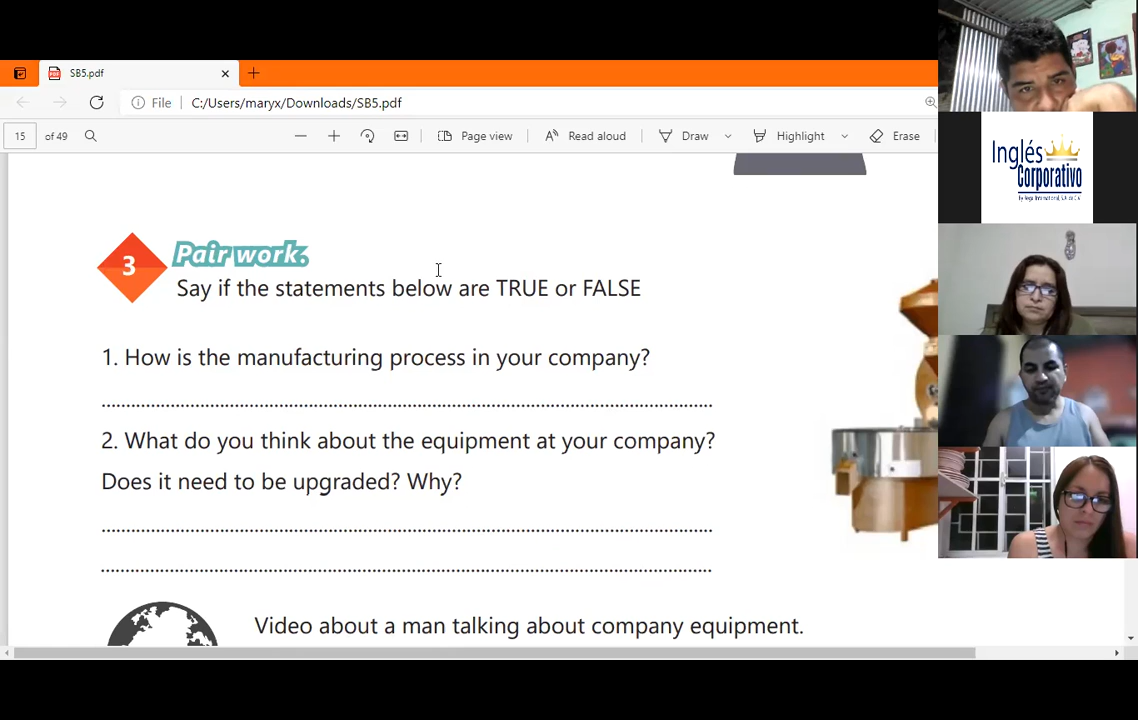 SB5.pdf
File C:/Users/maryx/Downloads/SB5.pdf
15 of 49 Page view Read aloud Draw Highlight Erase
Inglés
Corporativo
3 Pair work.
Say if the statements below are TRUE or FALSE
1. How is the manufacturing process in your company?
2. What do you think about the equipment at your company?
Does it need to be upgraded? Why?
Video about a man talking about company equipment.